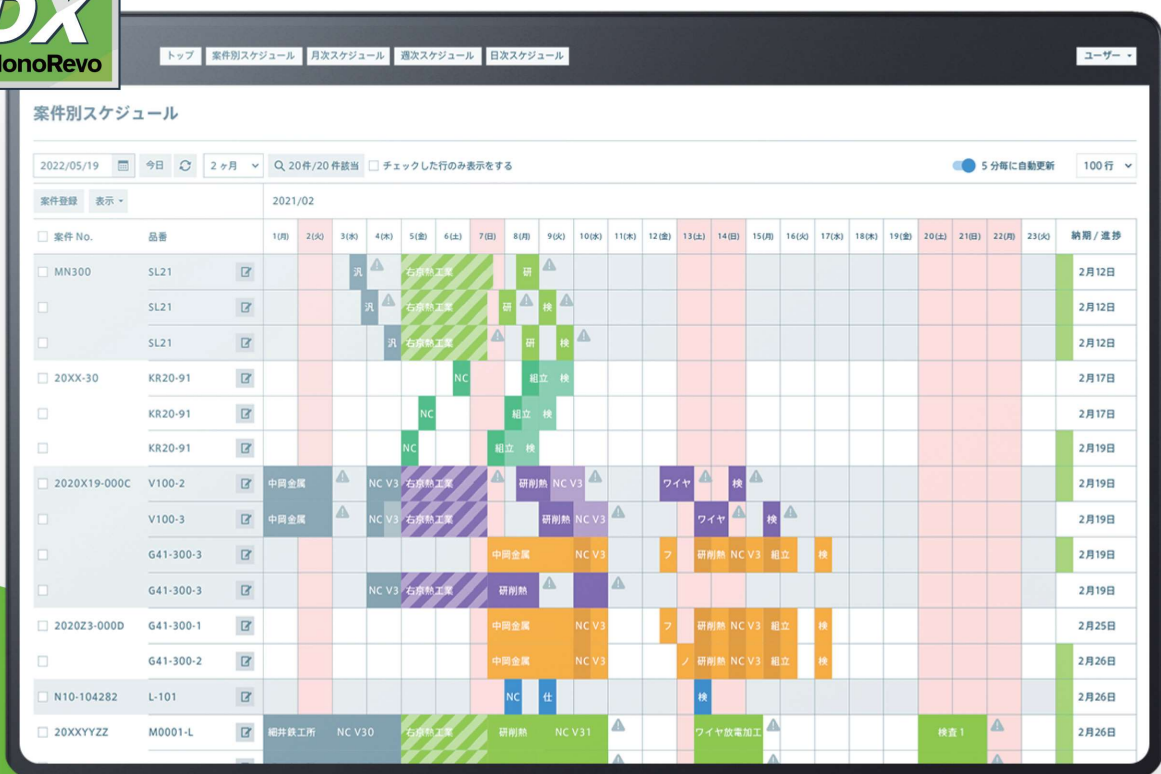 DX
MonoRevo
トップ 案件別スケジュール 月次スケジュール 週次スケジュール 日次スケジュール ユーザー
案件別スケジュール
2022/05/19 今日 2ヶ月 20件/20件該当 チェックした行のみ表示をする 5分毎に自動更新 100行
案件登録 表示 2021/02
案件No. 品番 1(月) 2(火) 3(水) 4(木) 5(金) 6(土) 7(日) 8(月) 9(火) 10(水) 11(木) 12(金) 13(土) 14(日) 15(月) 16(火) 17(水) 18(木) 19(金) 20(土) 21(日) 22(月) 23(火) 納期/進捗
MN300 SL21 汎 右京熱工業 研 2月12日
SL21 汎 右京熱工業 研 検 2月12日
SL21 汎 右京熱工業 研 検 2月12日
20XX-30 KR20-91 NC 組立 検 2月17日
KR20-91 NC 組立 検 2月17日
KR20-91 NC 組立 検 2月19日
2020X19-000C V100-2 中岡金属 NC V3 右京熱工業 研削熱 NC V3 ワイヤ 検 2月19日
V100-3 中岡金属 NC V3 右京熱工業 研削熱 NC V3 ワイヤ 検 2月19日
G41-300-3 中岡金属 NC V3 フ 研削熱 NC V3 組立 検 2月19日
G41-300-3 NC V3 右京熱工業 研削熱 2月19日
2020Z3-000D G41-300-1 中岡金属 NC V3 フ 研削熱 NC V3 組立 検 2月25日
G41-300-2 中岡金属 NC V3 ノ 研削熱 NC V3 組立 検 2月26日
N10-104282 L-101 NC 仕 検 2月26日
20XXYYZZ M0001-L 細井鉄工所 NC V30 右京熱工業 研削熱 NC V31 ワイヤ放電加工 検査1 2月26日